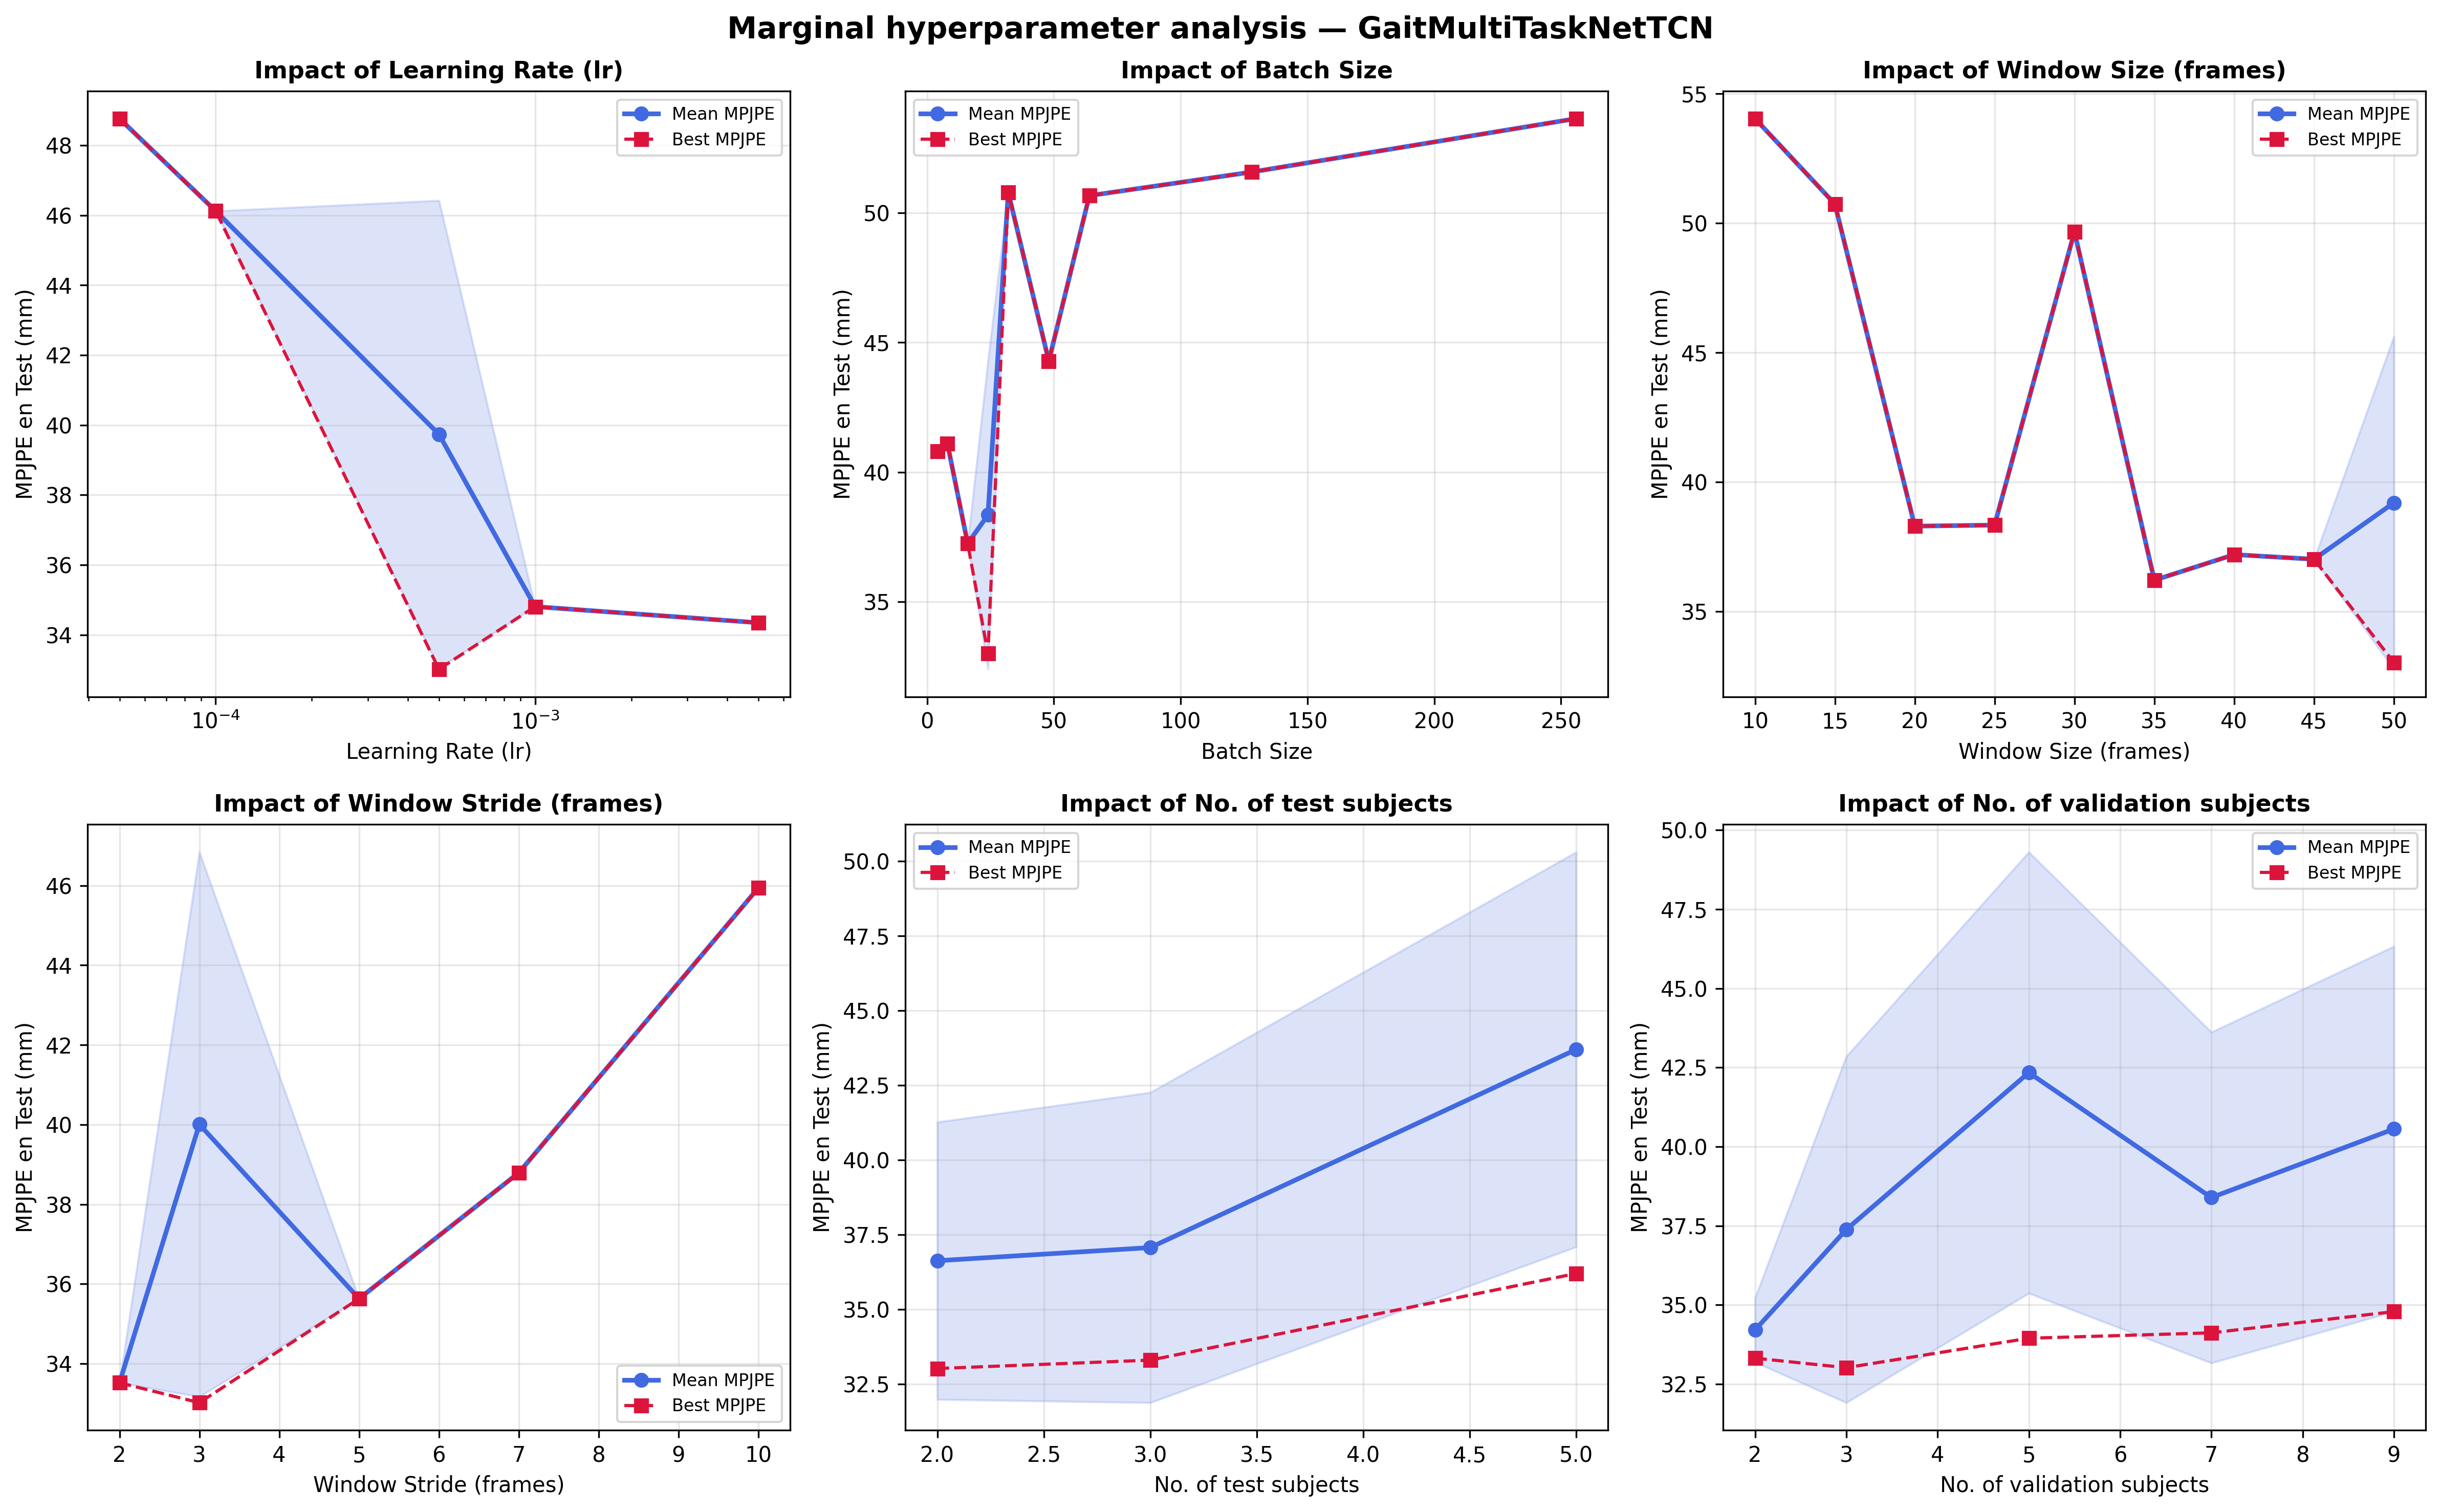 Marginal hyperparameter analysis — GaitMultiTaskNetTCN
Impact of Learning Rate (lr)
Mean MPJPE
Best MPJPE
48
46
44
42
40
38
36
34
MPJPE en Test (mm)
10⁻⁴ 10⁻³
Learning Rate (lr)
Impact of Batch Size
Mean MPJPE
Best MPJPE
50
45
40
35
MPJPE en Test (mm)
0 50 100 150 200 250
Batch Size
Impact of Window Size (frames)
Mean MPJPE
Best MPJPE
55
50
45
40
35
MPJPE en Test (mm)
10 15 20 25 30 35 40 45 50
Window Size (frames)
Impact of Window Stride (frames)
46
44
42
40
38
36
34
MPJPE en Test (mm)
Mean MPJPE
Best MPJPE
2 3 4 5 6 7 8 9 10
Window Stride (frames)
Impact of No. of test subjects
Mean MPJPE
Best MPJPE
50.0
47.5
45.0
42.5
40.0
37.5
35.0
32.5
MPJPE en Test (mm)
2.0 2.5 3.0 3.5 4.0 4.5 5.0
No. of test subjects
Impact of No. of validation subjects
Mean MPJPE
Best MPJPE
50.0
47.5
45.0
42.5
40.0
37.5
35.0
32.5
MPJPE en Test (mm)
2 3 4 5 6 7 8 9
No. of validation subjects